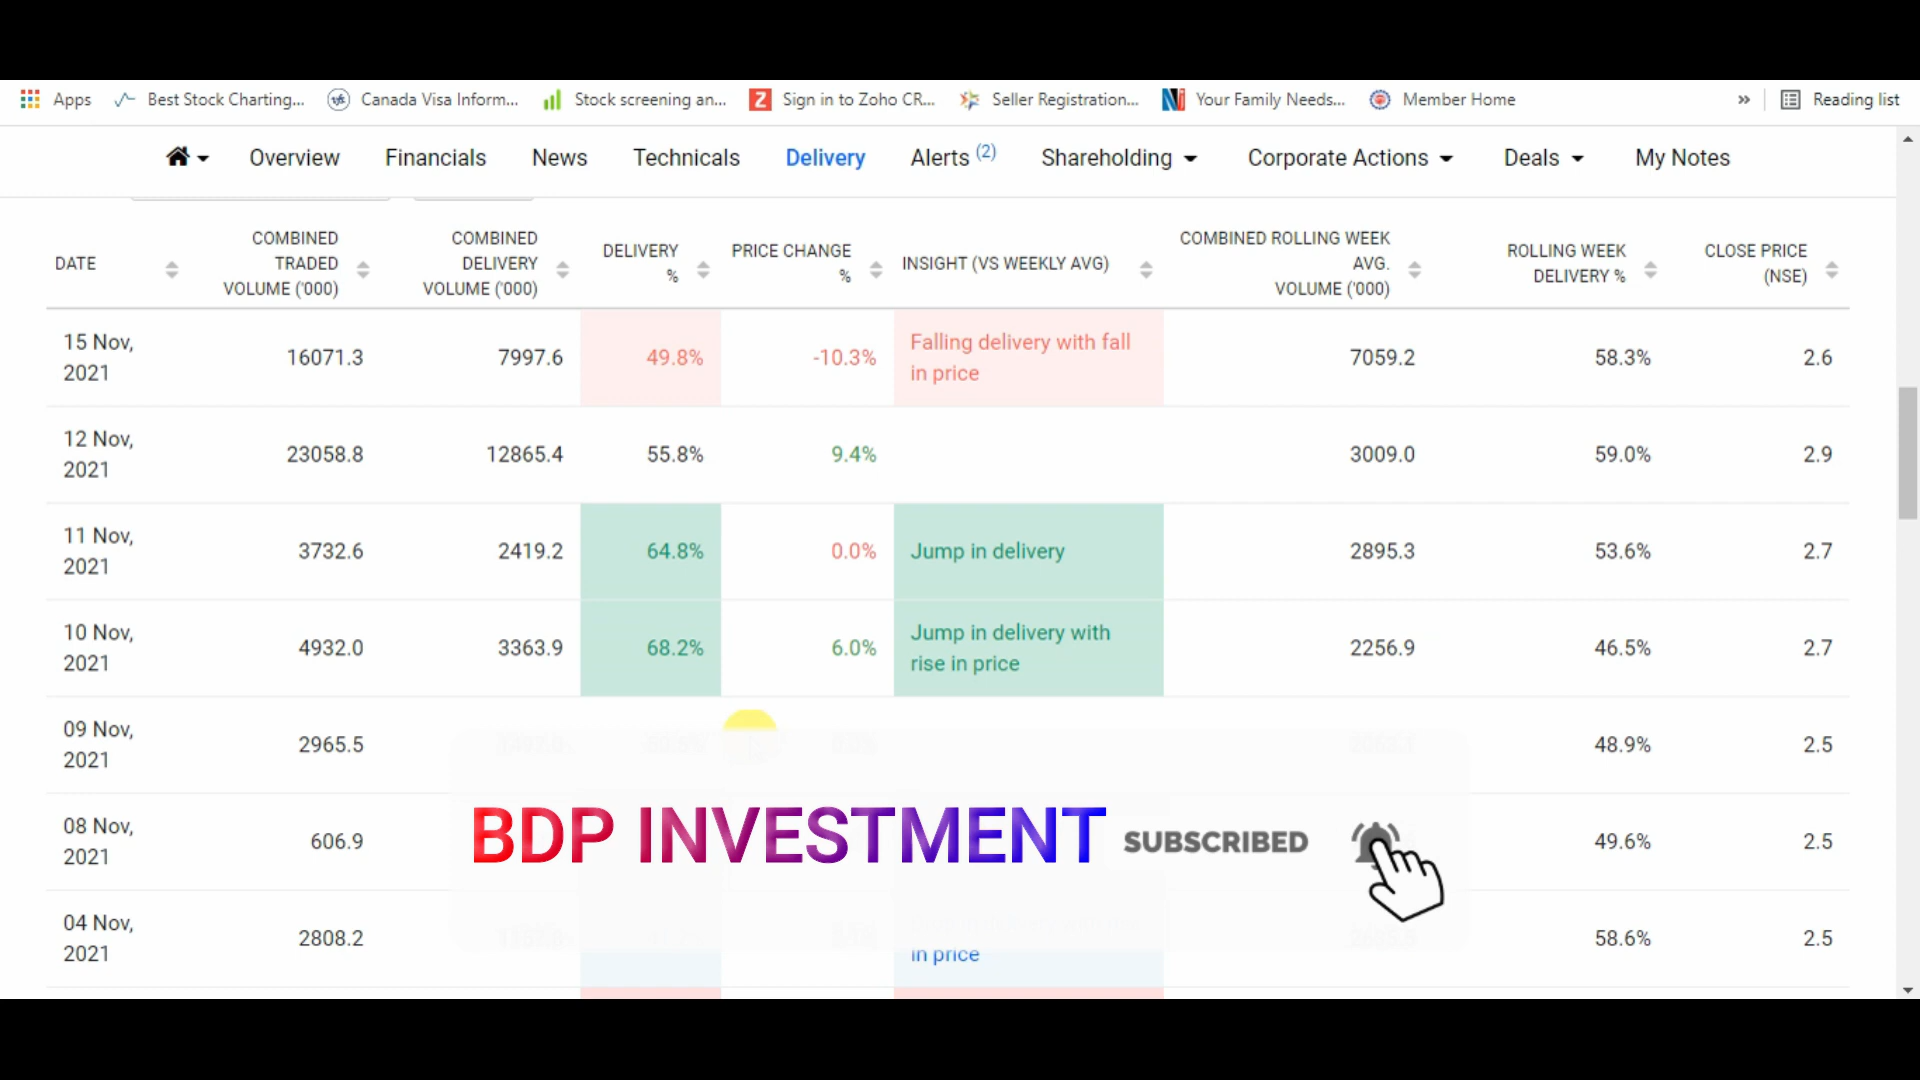 Apps Best Stock Charting... Canada Visa Inform... Stock screening an... Sign in to Zoho CR... Seller Registration... Your Family Needs... Member Home » Reading list
Overview Financials News Technicals Delivery Alerts (2) Shareholding Corporate Actions Deals My Notes
DATE COMBINED TRADED VOLUME ('000) COMBINED DELIVERY VOLUME ('000) DELIVERY % PRICE CHANGE % INSIGHT (VS WEEKLY AVG) COMBINED ROLLING WEEK AVG. VOLUME ('000) ROLLING WEEK DELIVERY % CLOSE PRICE (NSE)
15 Nov, 2021 16071.3 7997.6 49.8% -10.3% Falling delivery with fall in price 7059.2 58.3% 2.6
12 Nov, 2021 23058.8 12865.4 55.8% 9.4% 3009.0 59.0% 2.9
11 Nov, 2021 3732.6 2419.2 64.8% 0.0% Jump in delivery 2895.3 53.6% 2.7
10 Nov, 2021 4932.0 3363.9 68.2% 6.0% Jump in delivery with rise in price 2256.9 46.5% 2.7
09 Nov, 2021 2965.5 48.9% 2.5
08 Nov, 2021 606.9 49.6% 2.5
BDP INVESTMENT SUBSCRIBED
04 Nov, 2021 2808.2 in price 58.6% 2.5